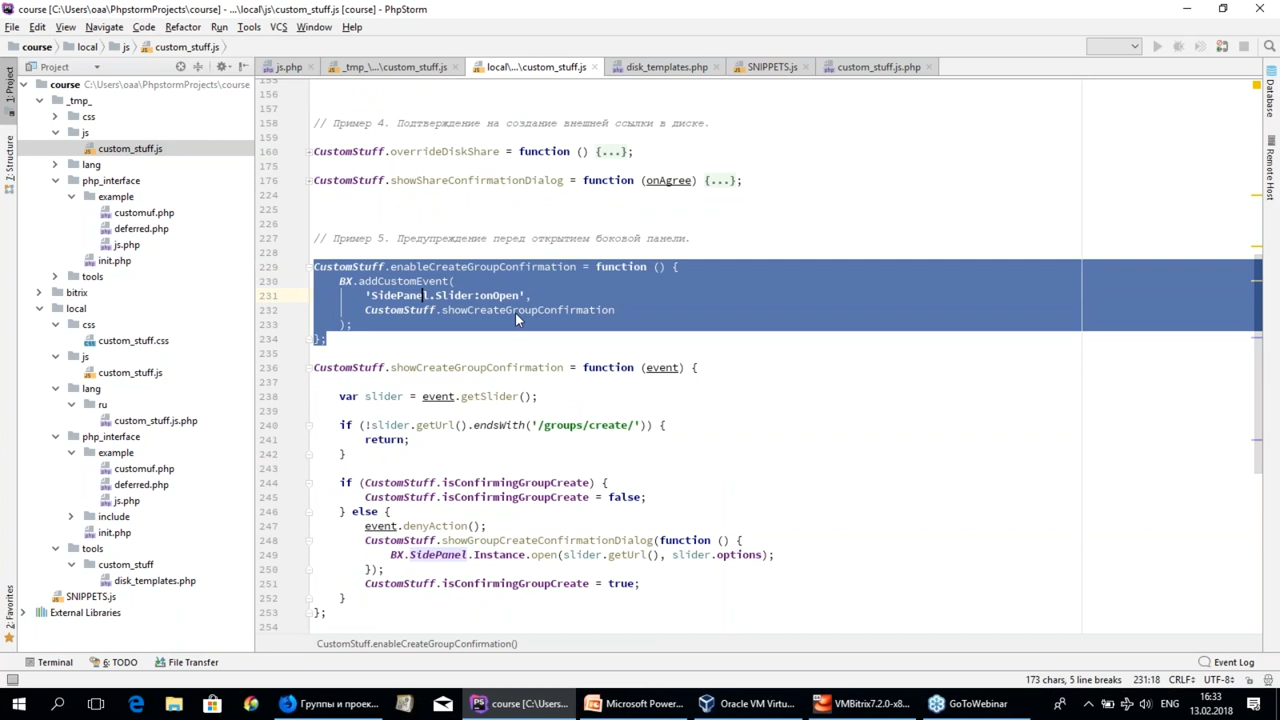 course [C:\Users\oaa\PhpstormProjects\course] - ...\local\js\custom_stuff.js [course] - PhpStorm
File Edit View Navigate Code Refactor Run Tools VCS Window Help
course local js custom_stuff.js
Project js.php _tmp_\...\custom_stuff.js local\...\custom_stuff.js disk_templates.php SNIPPETS.js custom_stuff.js.php
1: Project
7: Structure
2: Favorites
Database
Remote Host
course C:\Users\oaa\PhpstormProjects\course
_tmp_
css
js
custom_stuff.js
lang
php_interface
example
customuf.php
deferred.php
js.php
init.php
tools
bitrix
local
css
custom_stuff.css
js
custom_stuff.js
lang
ru
custom_stuff.js.php
php_interface
example
customuf.php
deferred.php
js.php
include
init.php
tools
custom_stuff
disk_templates.php
SNIPPETS.js
External Libraries
155
156
157
158 // Пример 4. Подтверждение на создание внешней ссылки в диске.
159
160 CustomStuff.overrideDiskShare = function () {...};
175
176 CustomStuff.showShareConfirmationDialog = function (onAgree) {...};
224
225
226
227 // Пример 5. Предупреждение перед открытием боковой панели.
228
229 CustomStuff.enableCreateGroupConfirmation = function () {
230 BX.addCustomEvent(
231 'SidePanel.Slider:onOpen',
232 CustomStuff.showCreateGroupConfirmation
233 );
234 };
235
236 CustomStuff.showCreateGroupConfirmation = function (event) {
237
238 var slider = event.getSlider();
239
240 if (!slider.getUrl().endsWith('/groups/create/')) {
241 return;
242 }
243
244 if (CustomStuff.isConfirmingGroupCreate) {
245 CustomStuff.isConfirmingGroupCreate = false;
246 } else {
247 event.denyAction();
248 CustomStuff.showGroupCreateConfirmationDialog(function () {
249 BX.SidePanel.Instance.open(slider.getUrl(), slider.options);
250 });
251 CustomStuff.isConfirmingGroupCreate = true;
252 }
253 };
254
CustomStuff.enableCreateGroupConfirmation()
Terminal 6: TODO File Transfer Event Log
173 chars, 5 line breaks 231:18 CRLF UTF-8
Группы и проек... course [C:\Users... Microsoft Power... Oracle VM Virtu... VMBitrix7.2.0-x8... GoToWebinar
16:33
13.02.2018